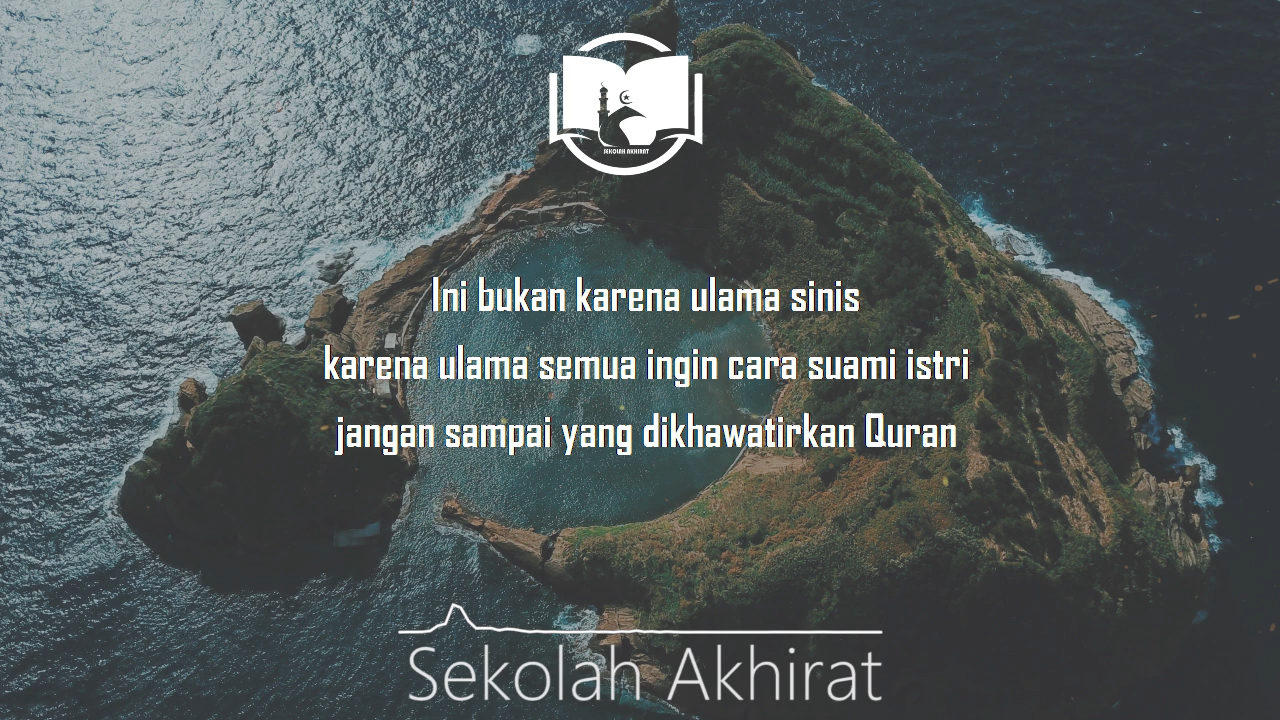 SEKOLAH AKHIRAT
Ini bukan karena ulama sinis
karena ulama semua ingin cara suami istri
jangan sampai yang dikhawatirkan Quran
Sekolah Akhirat